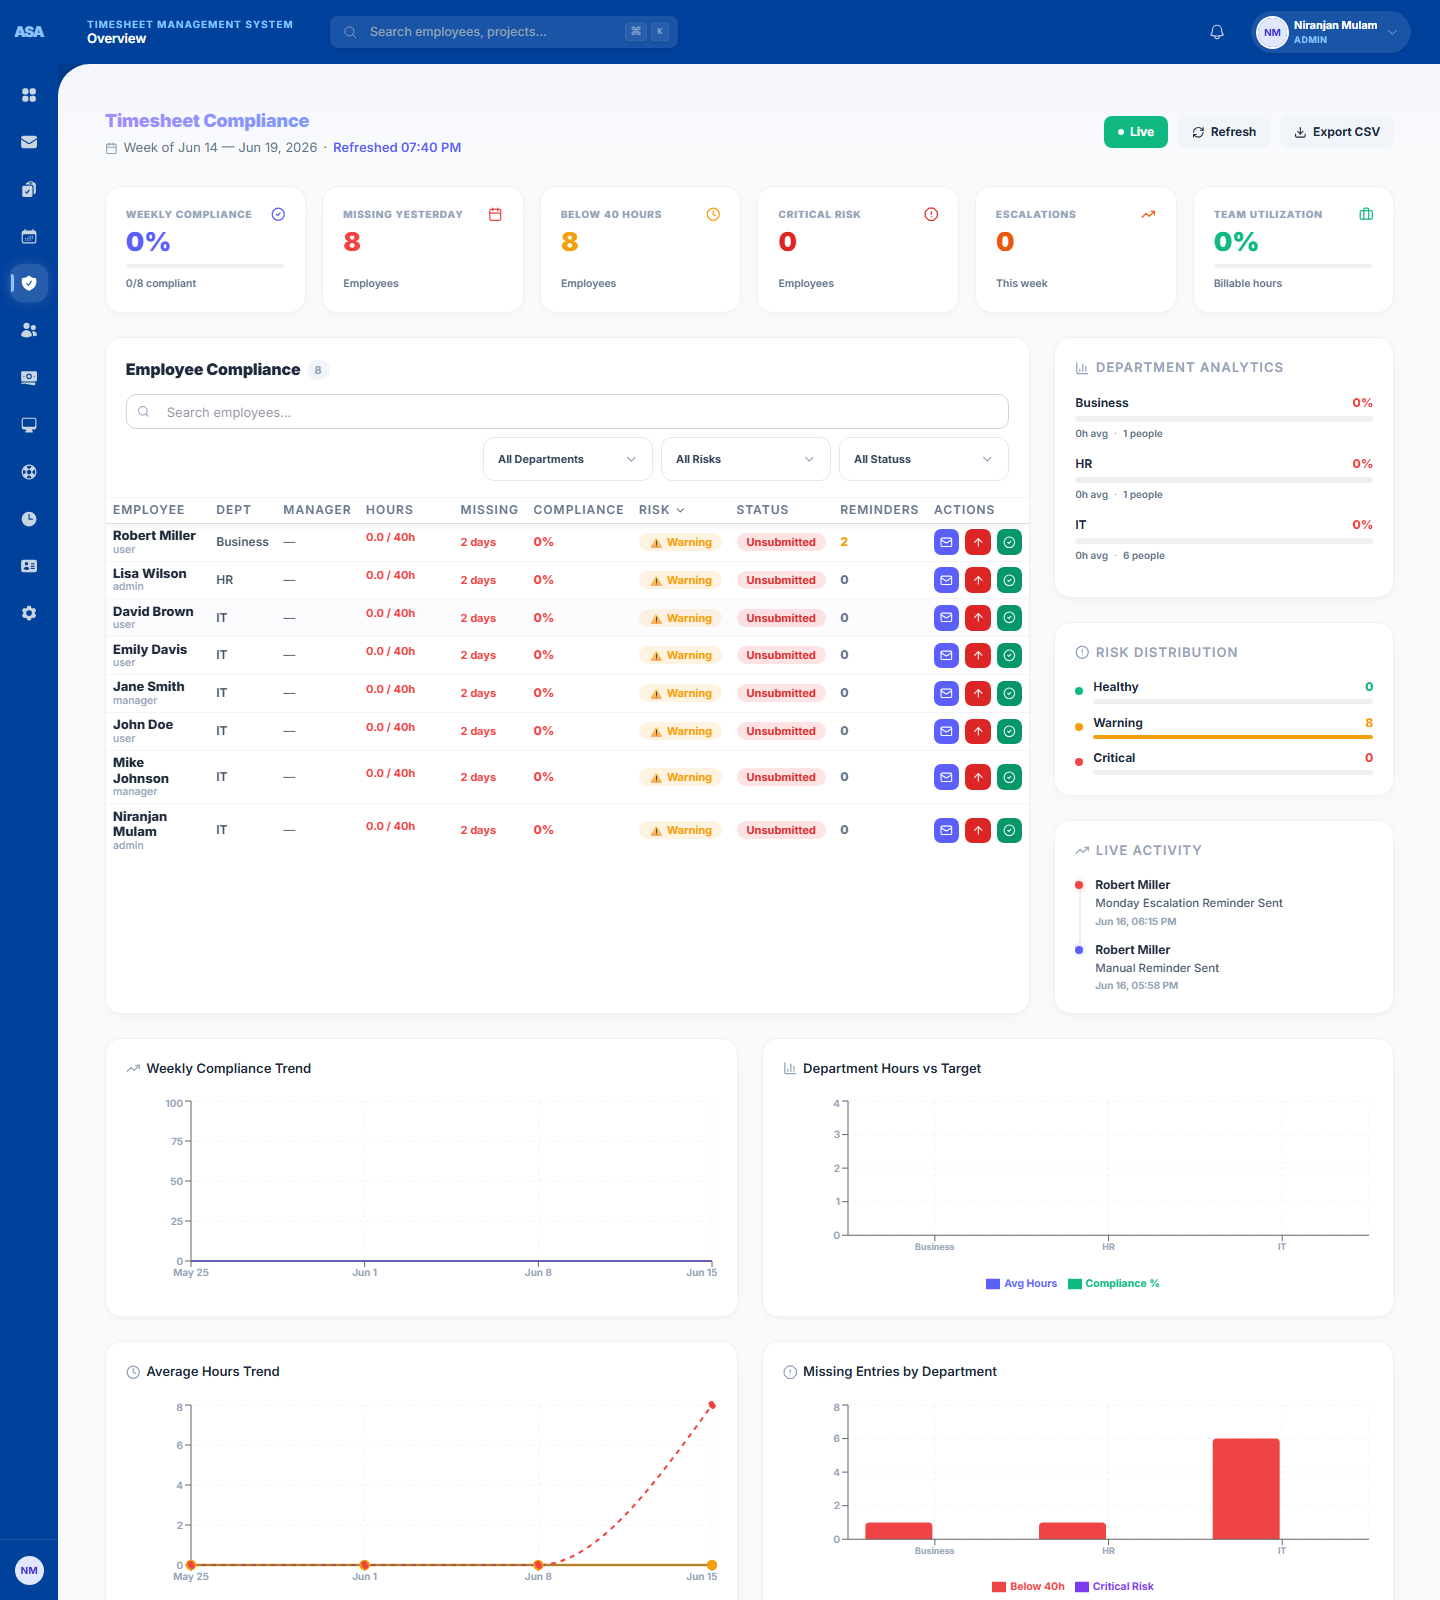 ASA
TIMESHEET MANAGEMENT SYSTEM
Overview
Search employees, projects...
⌘ K
NM
Niranjan Mulam
ADMIN
Timesheet Compliance
Week of Jun 14 — Jun 19, 2026 · Refreshed 07:40 PM
Live
Refresh
Export CSV
WEEKLY COMPLIANCE
0%
0/8 compliant
MISSING YESTERDAY
8
Employees
BELOW 40 HOURS
8
Employees
CRITICAL RISK
0
Employees
ESCALATIONS
0
This week
TEAM UTILIZATION
0%
Billable hours
Employee Compliance 8
Search employees...
All Departments All Risks All Statuss
EMPLOYEE DEPT MANAGER HOURS MISSING COMPLIANCE RISK STATUS REMINDERS ACTIONS
Robert Miller
user
Business — 0.0 / 40h 2 days 0% Warning Unsubmitted 2
Lisa Wilson
admin
HR — 0.0 / 40h 2 days 0% Warning Unsubmitted 0
David Brown
user
IT — 0.0 / 40h 2 days 0% Warning Unsubmitted 0
Emily Davis
user
IT — 0.0 / 40h 2 days 0% Warning Unsubmitted 0
Jane Smith
manager
IT — 0.0 / 40h 2 days 0% Warning Unsubmitted 0
John Doe
user
IT — 0.0 / 40h 2 days 0% Warning Unsubmitted 0
Mike
Johnson
manager
IT — 0.0 / 40h 2 days 0% Warning Unsubmitted 0
Niranjan
Mulam
admin
IT — 0.0 / 40h 2 days 0% Warning Unsubmitted 0
DEPARTMENT ANALYTICS
Business 0%
0h avg · 1 people
HR 0%
0h avg · 1 people
IT 0%
0h avg · 6 people
RISK DISTRIBUTION
Healthy 0
Warning 8
Critical 0
LIVE ACTIVITY
Robert Miller
Monday Escalation Reminder Sent
Jun 16, 06:15 PM
Robert Miller
Manual Reminder Sent
Jun 16, 05:58 PM
Weekly Compliance Trend
100
75
50
25
0
May 25 Jun 1 Jun 8 Jun 15
Department Hours vs Target
4
3
2
1
0
Business HR IT
Avg Hours Compliance %
Average Hours Trend
8
6
4
2
0
May 25 Jun 1 Jun 8 Jun 15
Missing Entries by Department
8
6
4
2
0
Business HR IT
Below 40h Critical Risk
NM